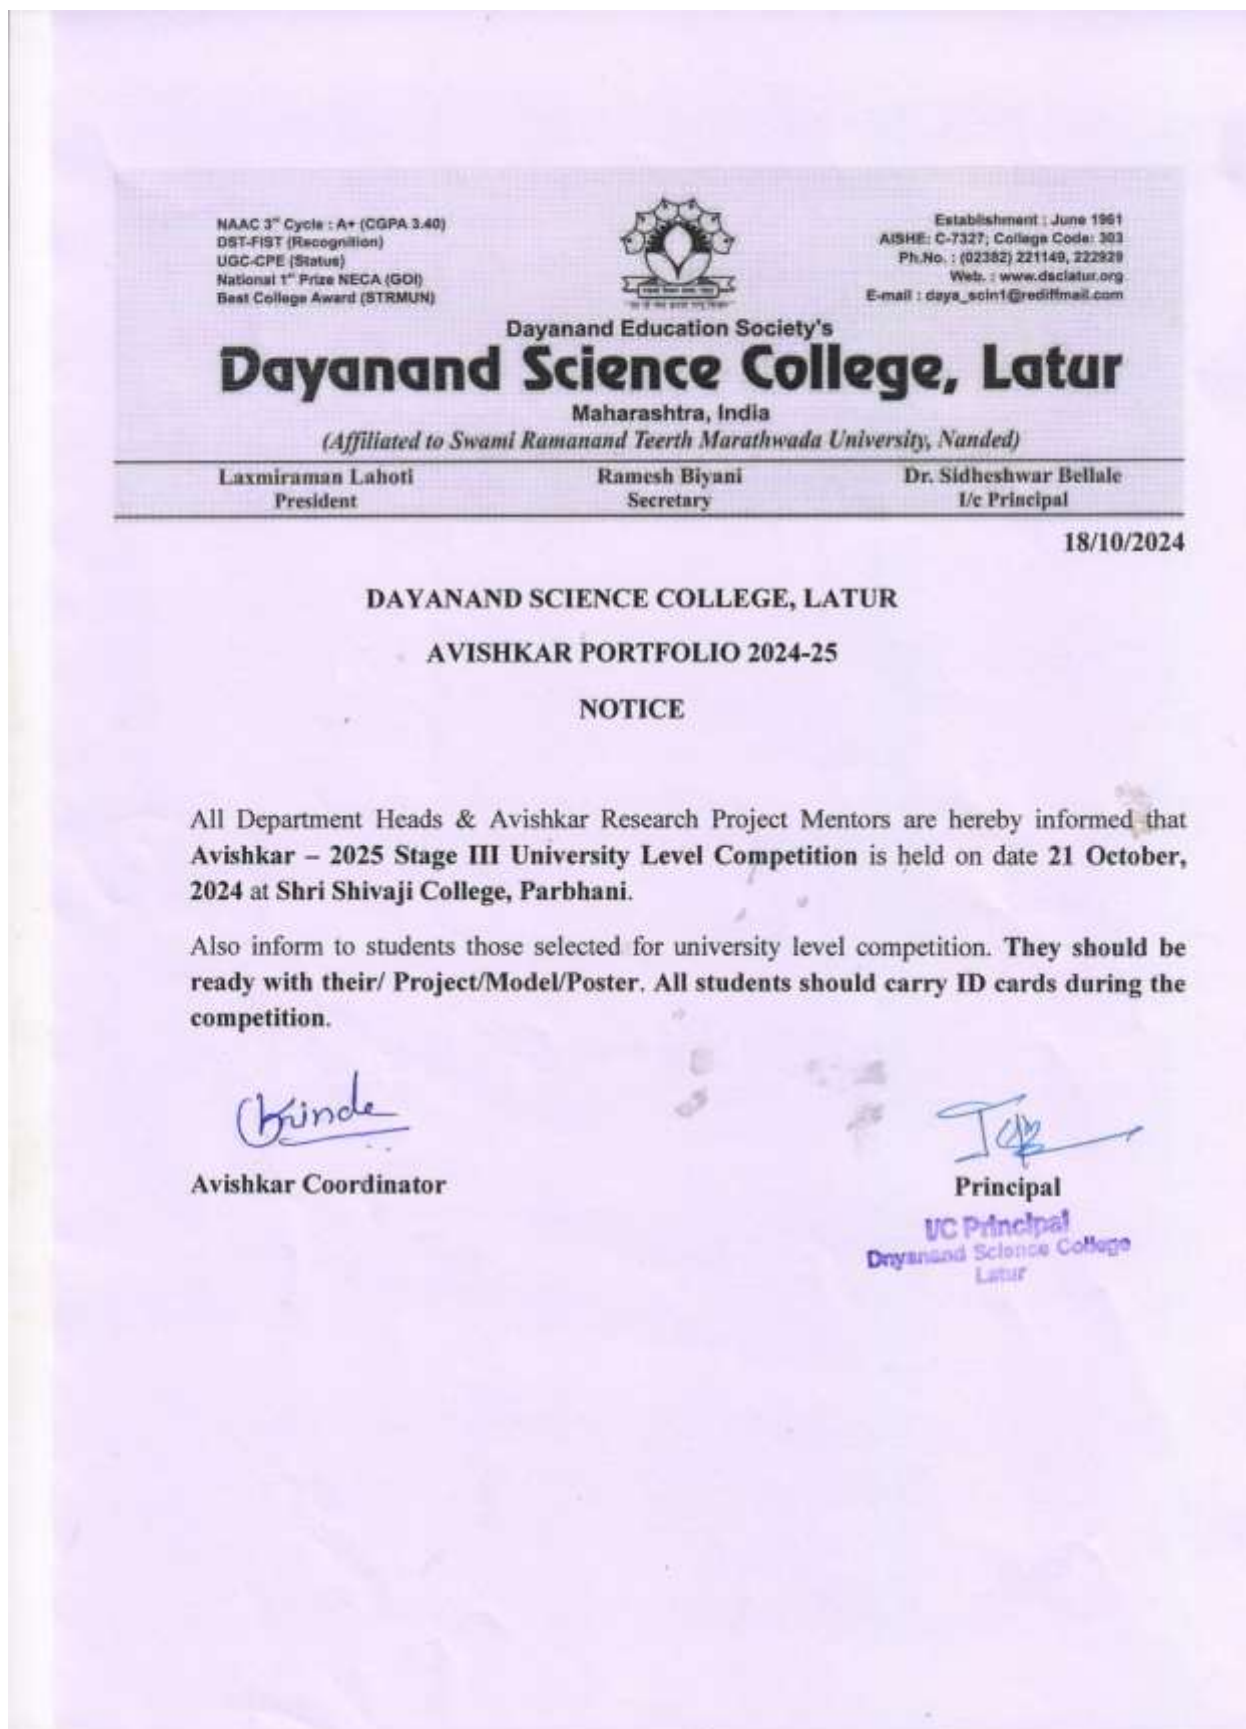 NAAC 3rd Cycle : A+ (CGPA 3.40)
DST-FIST (Recognition)
UGC-CPE (Status)
National 1st Prize NECA (GOI)
Best College Award (STRMUN)
Establishment : June 1961
AISHE: C-7327; College Code: 303
Ph.No. : (02382) 221149, 222929
Web. : www.dsclatur.org
E-mail : daya_scin1@rediffmail.com
Dayanand Education Society's
Dayanand Science College, Latur
Maharashtra, India
(Affiliated to Swami Ramanand Teerth Marathwada University, Nanded)
Laxmiraman Lahoti
President
Ramesh Biyani
Secretary
Dr. Sidheshwar Bellale
I/c Principal
18/10/2024
DAYANAND SCIENCE COLLEGE, LATUR
AVISHKAR PORTFOLIO 2024-25
NOTICE
All Department Heads & Avishkar Research Project Mentors are hereby informed that
Avishkar – 2025 Stage III University Level Competition is held on date 21 October,
2024 at Shri Shivaji College, Parbhani.
Also inform to students those selected for university level competition. They should be
ready with their/ Project/Model/Poster. All students should carry ID cards during the
competition.
Avishkar Coordinator
Principal
I/C Principal
Dayanand Science College
Latur